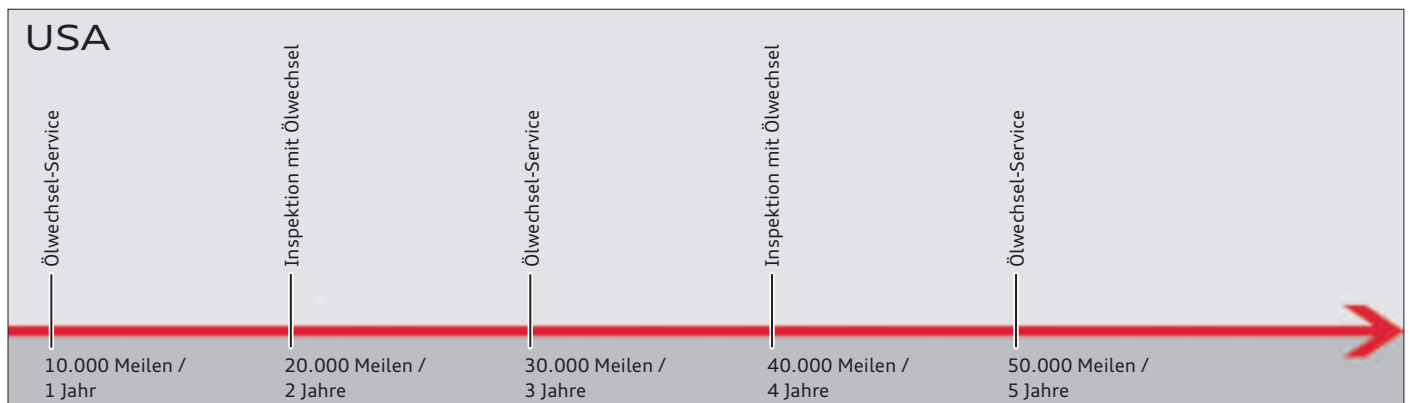 USA
Ölwechsel-Service
Inspektion mit Ölwechsel
Ölwechsel-Service
Inspektion mit Ölwechsel
Ölwechsel-Service
10.000 Meilen /
1 Jahr
20.000 Meilen /
2 Jahre
30.000 Meilen /
3 Jahre
40.000 Meilen /
4 Jahre
50.000 Meilen /
5 Jahre